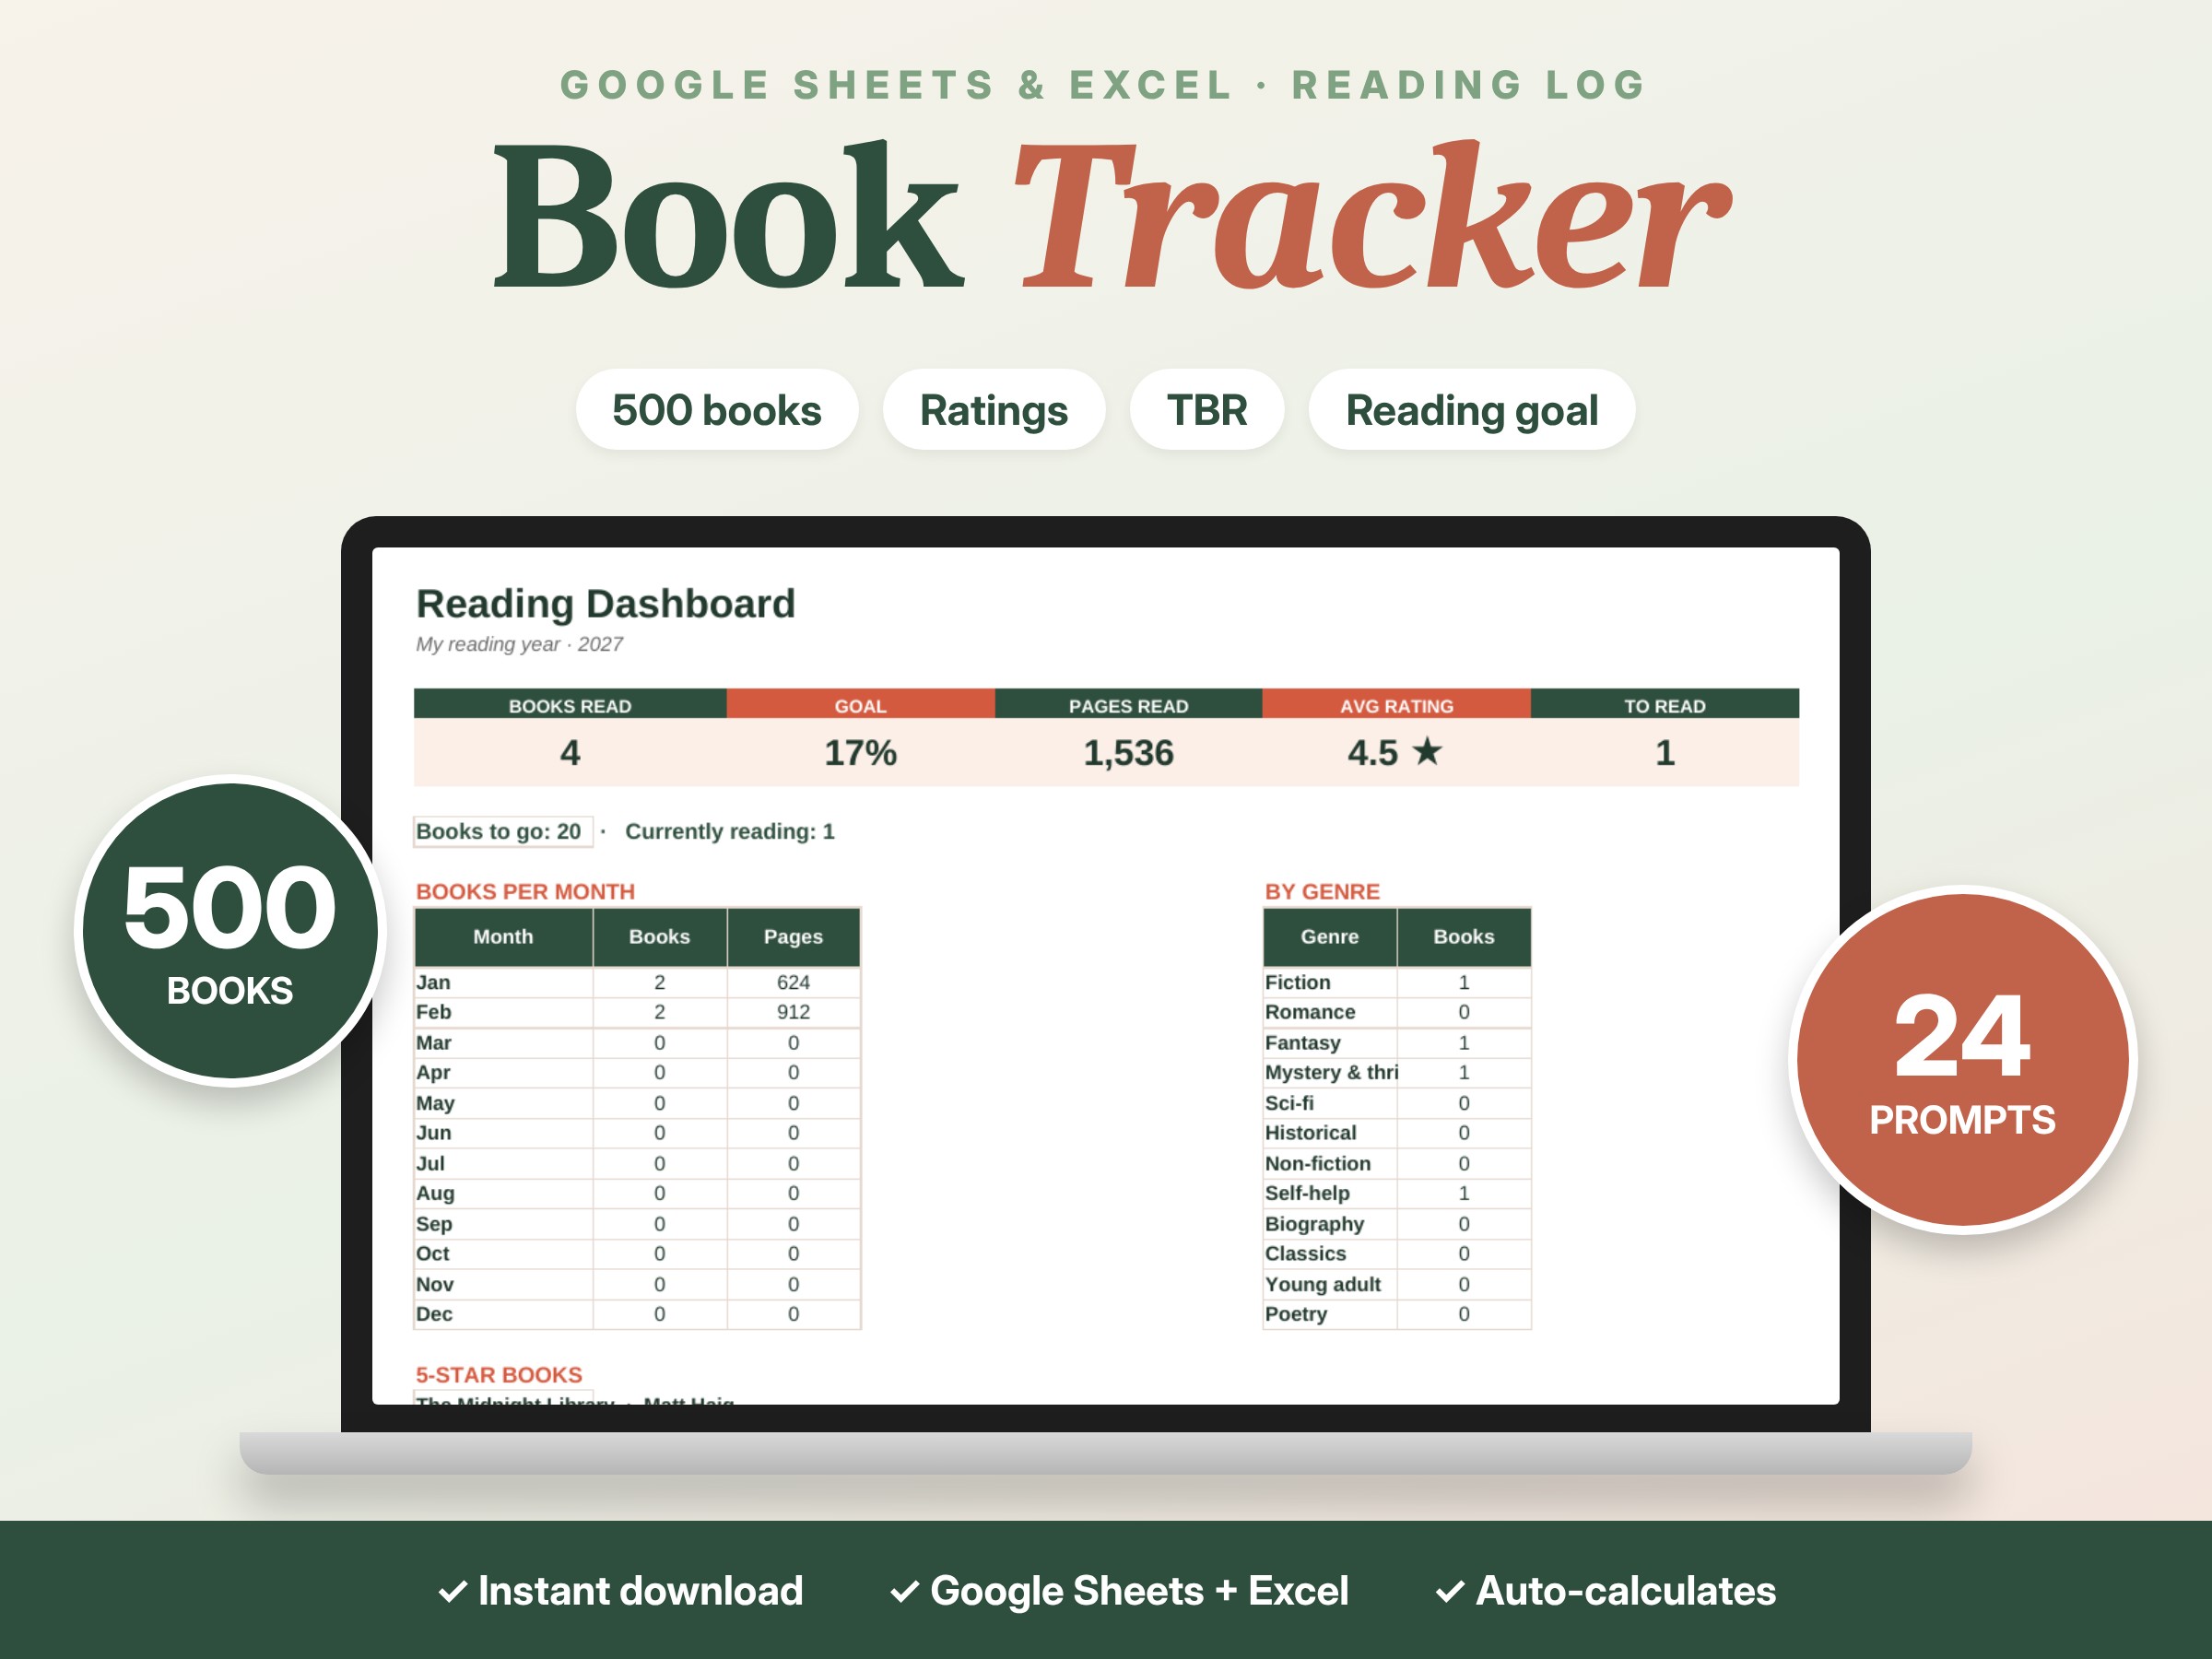 GOOGLE SHEETS & EXCEL · READING LOG
Book Tracker
500 books Ratings TBR Reading goal
Reading Dashboard
My reading year · 2027
BOOKS READ GOAL PAGES READ AVG RATING TO READ
4 17% 1,536 4.5 ★ 1
Books to go: 20 · Currently reading: 1
500
BOOKS
BOOKS PER MONTH
Month Books Pages
Jan 2 624
Feb 2 912
Mar 0 0
Apr 0 0
May 0 0
Jun 0 0
Jul 0 0
Aug 0 0
Sep 0 0
Oct 0 0
Nov 0 0
Dec 0 0
BY GENRE
Genre Books
Fiction 1
Romance 0
Fantasy 1
Mystery & thri 1
Sci-fi 0
Historical 0
Non-fiction 0
Self-help 1
Biography 0
Classics 0
Young adult 0
Poetry 0
24
PROMPTS
5-STAR BOOKS
The Midnight Library · Matt Haig
✓ Instant download ✓ Google Sheets + Excel ✓ Auto-calculates